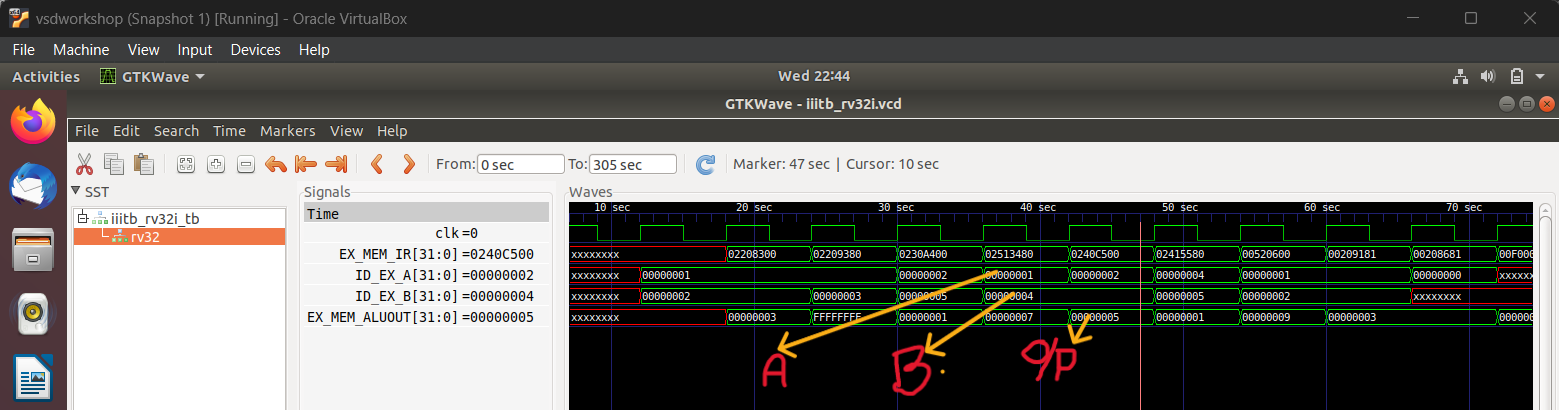 vsdworkshop (Snapshot 1) [Running] - Oracle VirtualBox
File Machine View Input Devices Help
Activities GTKWave Wed 22:44
GTKWave - iiitb_rv32i.vcd
File Edit Search Time Markers View Help
From: 0 sec To: 305 sec Marker: 47 sec | Cursor: 10 sec
SST Signals Waves
iiitb_rv32i_tb
rv32
Time 10 sec 20 sec 30 sec 40 sec 50 sec 60 sec 70 sec
clk =0
EX_MEM_IR[31:0] =0240C500 xxxxxxxx 02208300 02209380 0230A400 02513480 0240C500 02415580 00520600 00209181 00208681 00F000
ID_EX_A[31:0] =00000002 xxxxxxxx 00000001 00000002 00000001 00000002 00000004 00000001 00000000 xxxxxx
ID_EX_B[31:0] =00000004 xxxxxxxx 00000002 00000003 00000005 00000004 00000005 00000002 xxxxxxxx
EX_MEM_ALUOUT[31:0] =00000005 xxxxxxxx 00000003 FFFFFFFF 00000001 00000007 00000005 00000001 00000009 00000003 000000
A B O/P